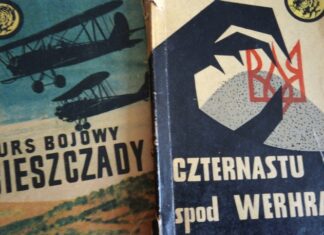 URS BOJOWY
IESZCZADY
CZTERNASTU
spod WERHRA